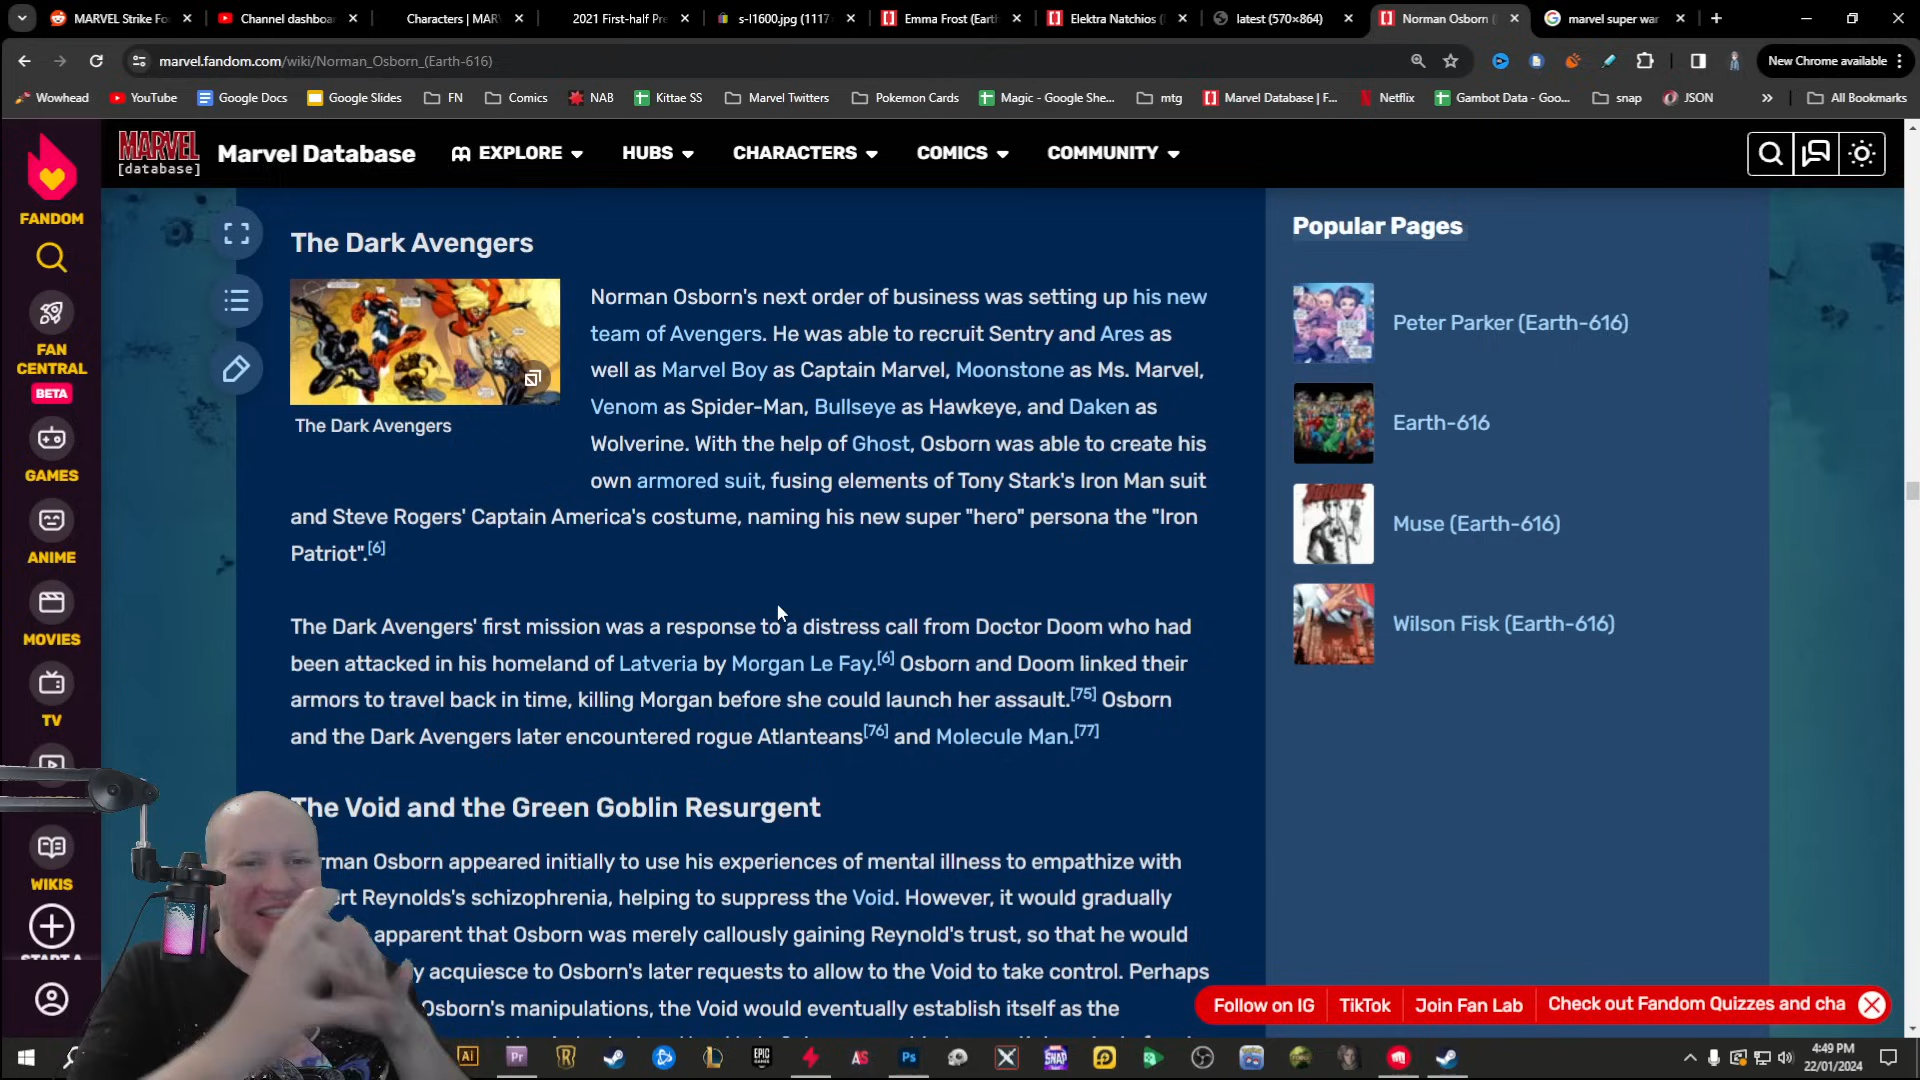 MARVEL Strike Fo
Channel dashboa
Characters | MAR
2021 First-half Pre
s-l1600.jpg (1117×
Emma Frost (Earth
Elektra Natchios (
latest (570×864)
Norman Osborn (
marvel super war
marvel.fandom.com/wiki/Norman_Osborn_(Earth-616)
New Chrome available
Wowhead
YouTube
Google Docs
Google Slides
FN
Comics
NAB
Kittae SS
Marvel Twitters
Pokemon Cards
Magic - Google She...
mtg
Marvel Database | F...
Netflix
Gambot Data - Goo...
snap
JSON
All Bookmarks
MARVEL
[database]
Marvel Database
EXPLORE
HUBS
CHARACTERS
COMICS
COMMUNITY
FANDOM
FAN
CENTRAL
BETA
GAMES
ANIME
MOVIES
TV
WIKIS
START A
The Dark Avengers
The Dark Avengers
Norman Osborn's next order of business was setting up his new
team of Avengers. He was able to recruit Sentry and Ares as
well as Marvel Boy as Captain Marvel, Moonstone as Ms. Marvel,
Venom as Spider-Man, Bullseye as Hawkeye, and Daken as
Wolverine. With the help of Ghost, Osborn was able to create his
own armored suit, fusing elements of Tony Stark's Iron Man suit
and Steve Rogers' Captain America's costume, naming his new super "hero" persona the "Iron
Patriot".[6]
The Dark Avengers' first mission was a response to a distress call from Doctor Doom who had
been attacked in his homeland of Latveria by Morgan Le Fay.[6] Osborn and Doom linked their
armors to travel back in time, killing Morgan before she could launch her assault.[75] Osborn
and the Dark Avengers later encountered rogue Atlanteans[76] and Molecule Man.[77]
The Void and the Green Goblin Resurgent
rman Osborn appeared initially to use his experiences of mental illness to empathize with
ert Reynolds's schizophrenia, helping to suppress the Void. However, it would gradually
apparent that Osborn was merely callously gaining Reynold's trust, so that he would
y acquiesce to Osborn's later requests to allow to the Void to take control. Perhaps
Osborn's manipulations, the Void would eventually establish itself as the
Popular Pages
Peter Parker (Earth-616)
Earth-616
Muse (Earth-616)
Wilson Fisk (Earth-616)
Follow on IG
TikTok
Join Fan Lab
Check out Fandom Quizzes and cha
Ai
Pr
EPIC
AS
Ps
SNAP
4:49 PM
22/01/2024